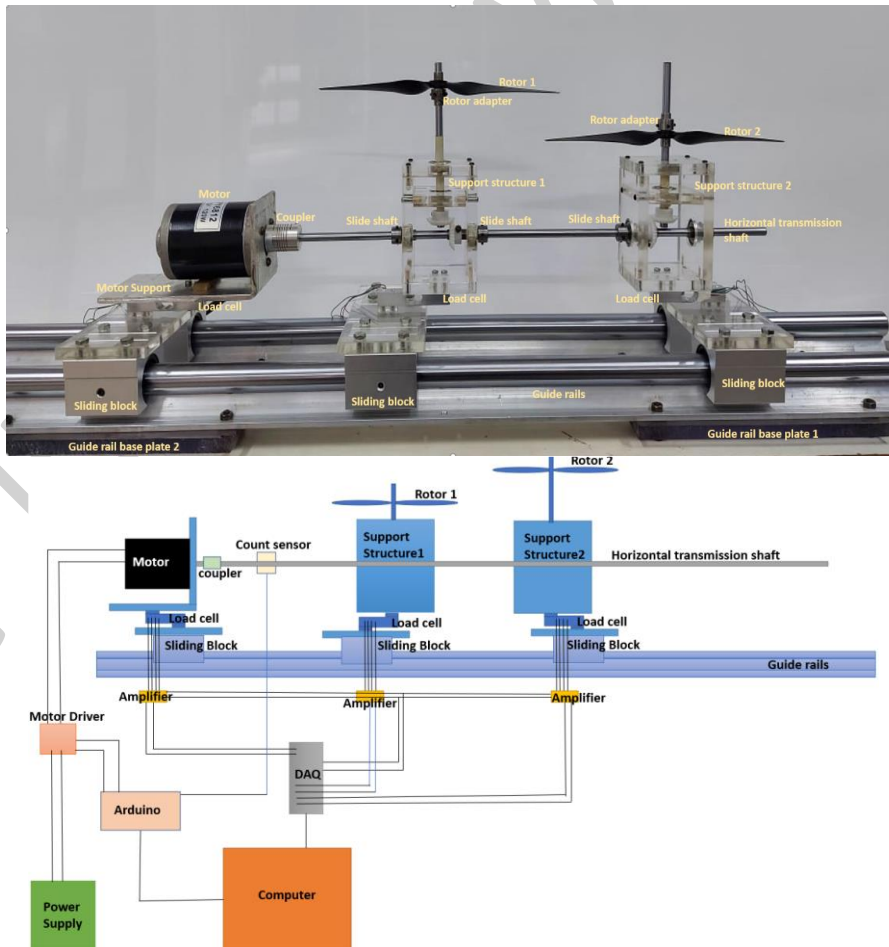 Rotor 1
Rotor adapter
Rotor adapter
Rotor 2
Support structure 1
Support structure 2
Motor
Coupler
Slide shaft
Slide shaft
Slide shaft
Horizontal transmission
shaft
Motor Support
Load cell
Load cell
Load cell
Sliding block
Sliding block
Guide rails
Sliding block
Guide rail base plate 2
Guide rail base plate 1
Rotor 2
Rotor 1
Count sensor
Support
Structure1
Support
Structure2
Horizontal transmission shaft
Motor
coupler
Load cell
Load cell
Load cell
Sliding Block
Sliding Block
Sliding Block
Guide rails
Amplifier
Amplifier
Amplifier
Motor Driver
DAQ
Arduino
Computer
Power
Supply